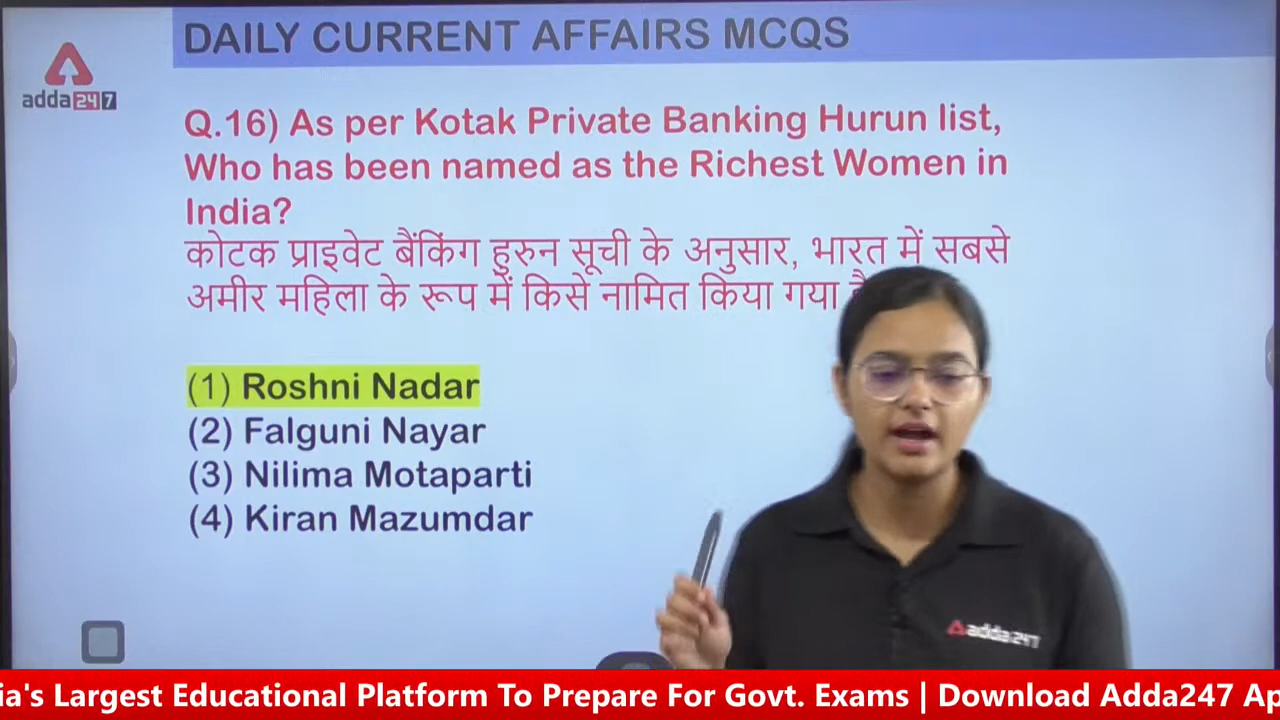 DAILY CURRENT AFFAIRS MCQS
adda247
Q.16) As per Kotak Private Banking Hurun list,
Who has been named as the Richest Women in
India?
कोटक प्राइवेट बैंकिंग हुरुन सूची के अनुसार, भारत में सबसे
अमीर महिला के रूप में किसे नामित किया गया
(1) Roshni Nadar
(2) Falguni Nayar
(3) Nilima Motaparti
(4) Kiran Mazumdar
adda247
ia's Largest Educational Platform To Prepare For Govt. Exams | Download Adda247 Ap